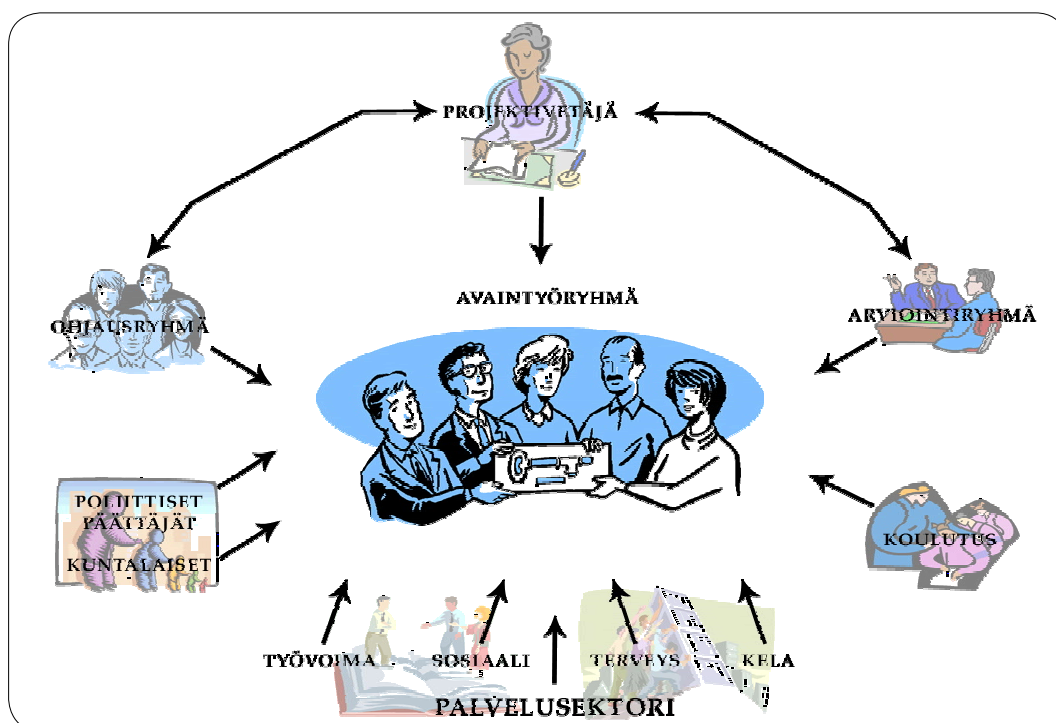 PROJEKTIVETÄJÄ
AVAINTYÖRYHMÄ
OHJAUSRYHMÄ
ARVIOINTIRYHMÄ
POLIITTISET
PÄÄTTÄJÄT
KUNTALAISET
KOULUTUS
TYÖVOIMA
SOSIAALI
TERVEYS
KELA
PALVELUSEKTORI